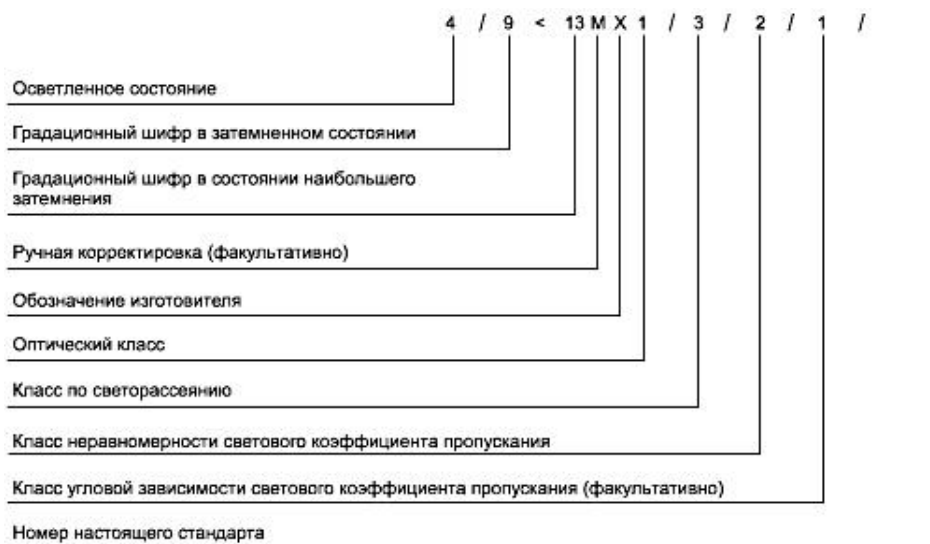 4 / 9 < 13 M X 1 / 3 / 2 / 1 /
Осветленное состояние
Градационный шифр в затемненном состоянии
Градационный шифр в состоянии наибольшего
затемнения
Ручная корректировка (факультативно)
Обозначение изготовителя
Оптический класс
Класс по светорассеянию
Класс неравномерности светового коэффициента пропускания
Класс угловой зависимости светового коэффициента пропускания (факультативно)
Номер настоящего стандарта